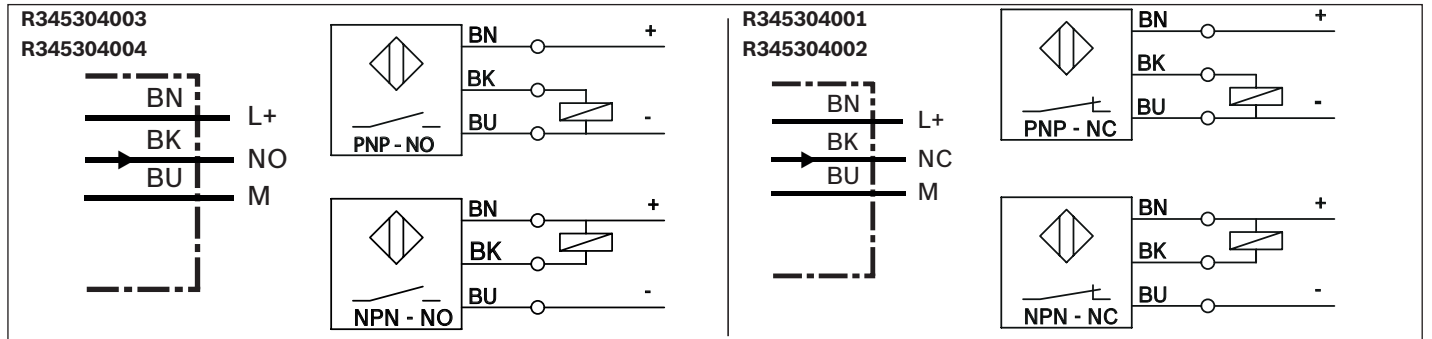 R345304003
R345304004
BN
L+
BK
NO
BU
M
BN
+
BK
BU
-
PNP - NO
BN
+
BK
BU
-
NPN - NO
R345304001
R345304002
BN
L+
BK
NC
BU
M
BN
+
BK
BU
-
PNP - NC
BN
+
BK
BU
-
NPN - NC